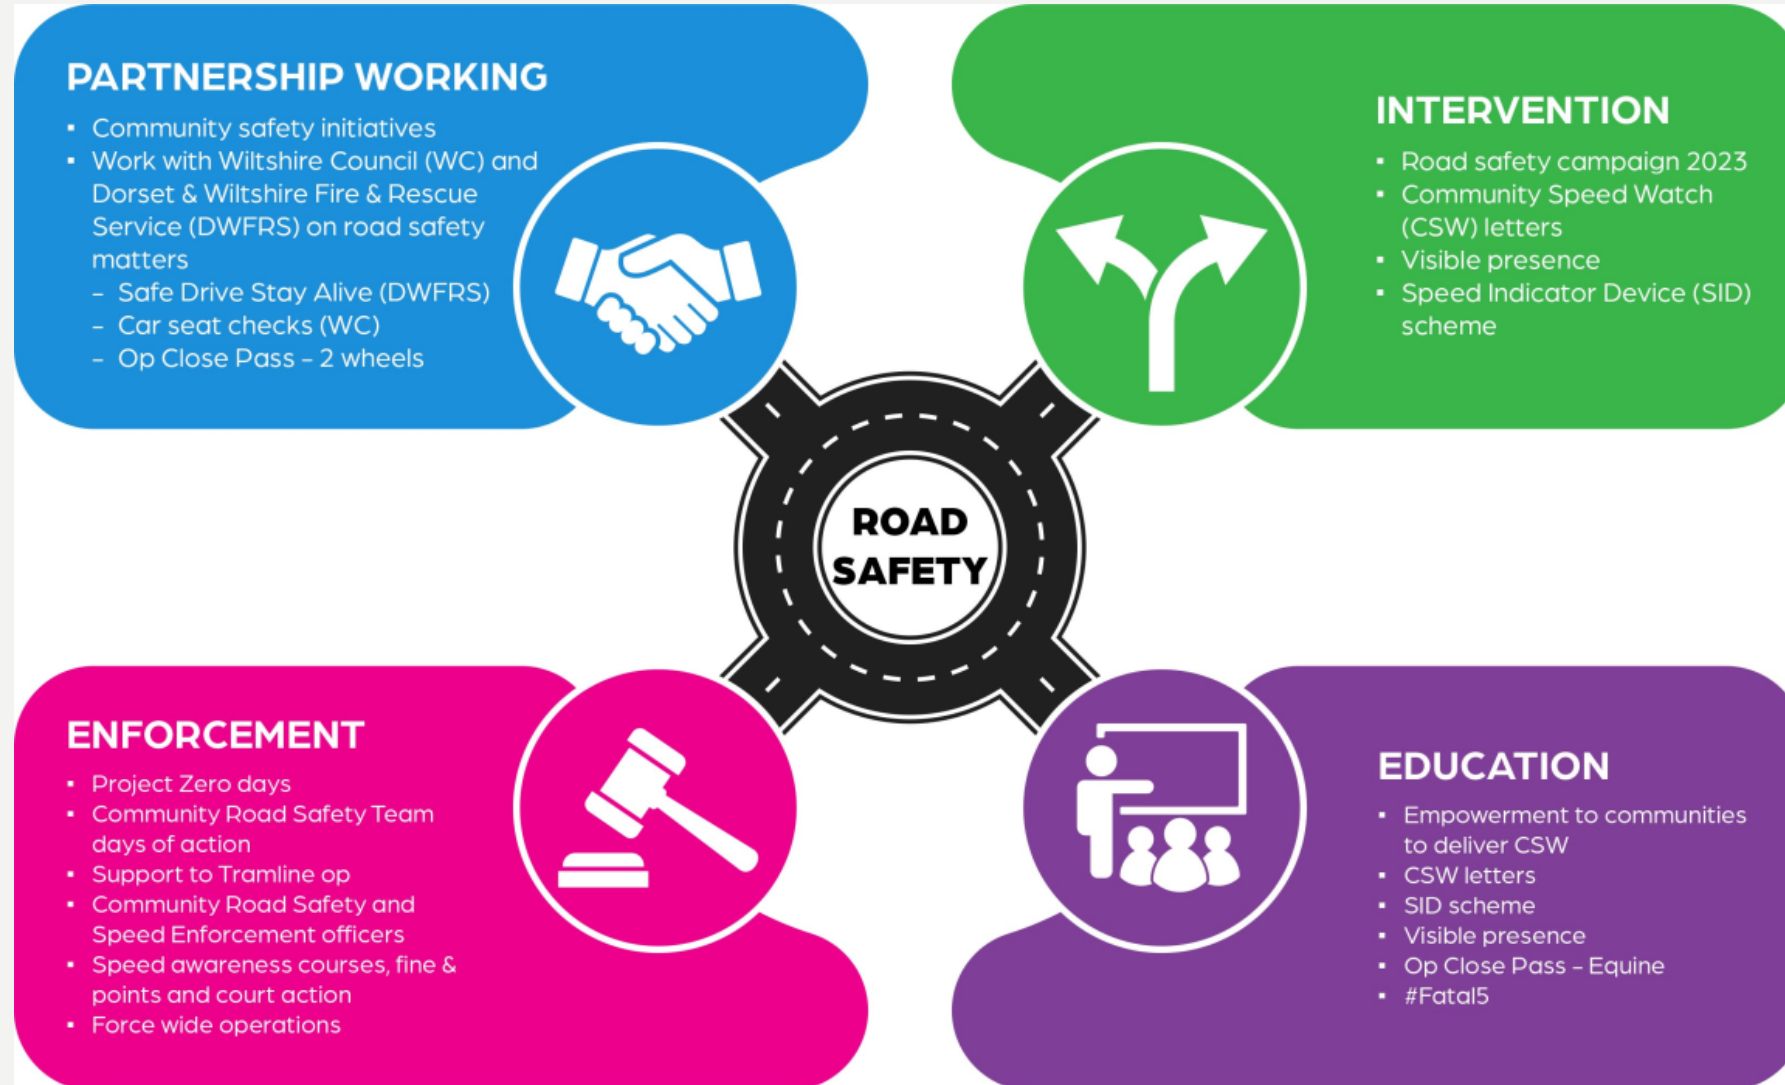 PARTNERSHIP WORKING
▪ Community safety initiatives
▪ Work with Wiltshire Council (WC) and
Dorset & Wiltshire Fire & Rescue
Service (DWFRS) on road safety
matters
– Safe Drive Stay Alive (DWFRS)
– Car seat checks (WC)
– Op Close Pass – 2 wheels
INTERVENTION
▪ Road safety campaign 2023
▪ Community Speed Watch
(CSW) letters
▪ Visible presence
▪ Speed Indicator Device (SID)
scheme
ROAD
SAFETY
ENFORCEMENT
▪ Project Zero days
▪ Community Road Safety Team
days of action
▪ Support to Tramline op
▪ Community Road Safety and
Speed Enforcement officers
▪ Speed awareness courses, fine &
points and court action
▪ Force wide operations
EDUCATION
▪ Empowerment to communities
to deliver CSW
▪ CSW letters
▪ SID scheme
▪ Visible presence
▪ Op Close Pass – Equine
▪ #Fatal5